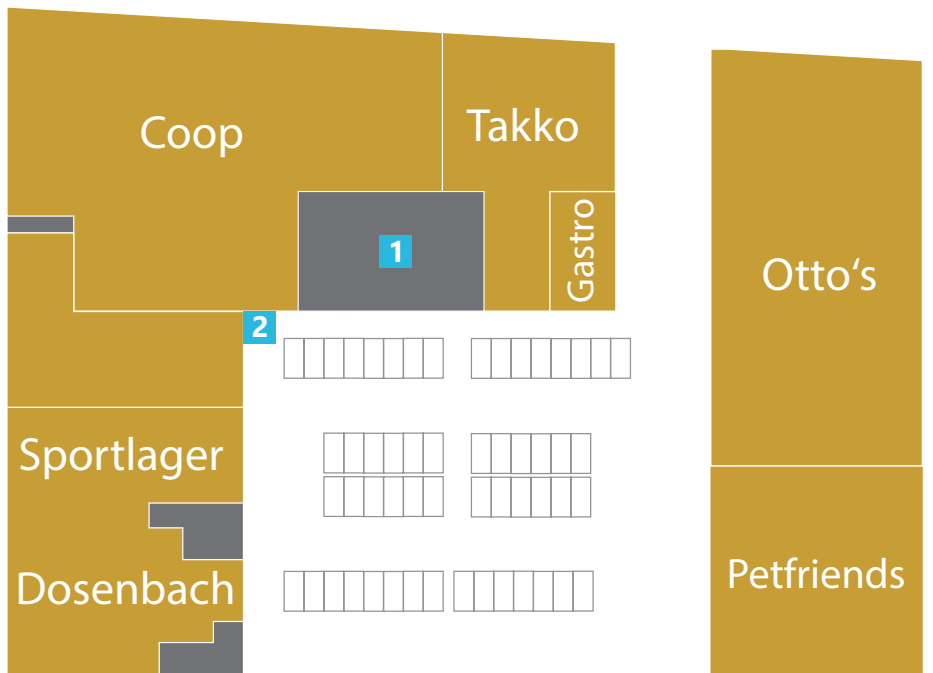 Coop
Takko
Gastro
1
Otto‘s
2
Sportlager
Dosenbach
Petfriends